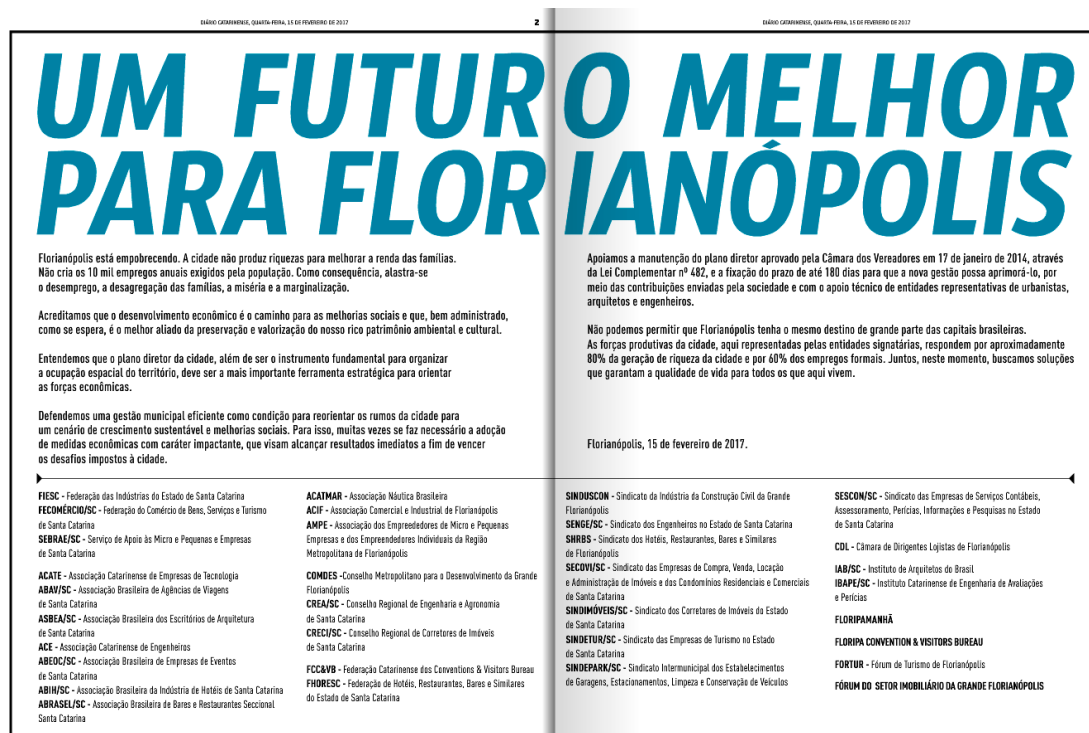 DIÁRIO CATARINENSE, QUARTA-FEIRA, 15 DE FEVEREIRO DE 2017
2
DIÁRIO CATARINENSE, QUARTA-FEIRA, 15 DE FEVEREIRO DE 2017
UM FUTURO MELHOR
PARA FLORIANÓPOLIS
Florianópolis está empobrecendo. A cidade não produz riquezas para melhorar a renda das famílias.
Não cria os 10 mil empregos anuais exigidos pela população. Como consequência, alastra-se
o desemprego, a desagregação das famílias, a miséria e a marginalização.
Acreditamos que o desenvolvimento econômico é o caminho para as melhorias sociais e que, bem administrado,
como se espera, é o melhor aliado da preservação e valorização do nosso rico patrimônio ambiental e cultural.
Entendemos que o plano diretor da cidade, além de ser o instrumento fundamental para organizar
a ocupação espacial do território, deve ser a mais importante ferramenta estratégica para orientar
as forças econômicas.
Defendemos uma gestão municipal eficiente como condição para reorientar os rumos da cidade para
um cenário de crescimento sustentável e melhorias sociais. Para isso, muitas vezes se faz necessário a adoção
de medidas econômicas com caráter impactante, que visam alcançar resultados imediatos a fim de vencer
os desafios impostos à cidade.
Apoiamos a manutenção do plano diretor aprovado pela Câmara dos Vereadores em 17 de janeiro de 2014, através
da Lei Complementar nº 482, e a fixação do prazo de até 180 dias para que a nova gestão possa aprimorá-lo, por
meio das contribuições enviadas pela sociedade e com o apoio técnico de entidades representativas de urbanistas,
arquitetos e engenheiros.
Não podemos permitir que Florianópolis tenha o mesmo destino de grande parte das capitais brasileiras.
As forças produtivas da cidade, aqui representadas pelas entidades signatárias, respondem por aproximadamente
80% da geração de riqueza da cidade e por 60% dos empregos formais. Juntos, neste momento, buscamos soluções
que garantam a qualidade de vida para todos os que aqui vivem.
Florianópolis, 15 de fevereiro de 2017.
FIESC - Federação das Indústrias do Estado de Santa Catarina
FECOMÉRCIO/SC - Federação do Comércio de Bens, Serviços e Turismo
de Santa Catarina
SEBRAE/SC - Serviço de Apoio às Micro e Pequenas e Empresas
de Santa Catarina
ACATE - Associação Catarinense de Empresas de Tecnologia
ABAV/SC - Associação Brasileira de Agências de Viagens
de Santa Catarina
ASBEA/SC - Associação Brasileira dos Escritórios de Arquitetura
de Santa Catarina
ACE - Associação Catarinense de Engenheiros
ABEOC/SC - Associação Brasileira de Empresas de Eventos
de Santa Catarina
ABIH/SC - Associação Brasileira da Indústria de Hotéis de Santa Catarina
ABRASEL/SC - Associação Brasileira de Bares e Restaurantes Seccional
Santa Catarina
ACATMAR - Associação Náutica Brasileira
ACIF - Associação Comercial e Industrial de Florianópolis
AMPE - Associação dos Empreededores de Micro e Pequenas
Empresas e dos Empreendedores Individuais da Região
Metropolitana de Florianópolis
COMDES -Conselho Metropolitano para o Desenvolvimento da Grande
Florianópolis
CREA/SC - Conselho Regional de Engenharia e Agronomia
de Santa Catarina
CRECI/SC - Conselho Regional de Corretores de Imóveis
de Santa Catarina
FCC&VB - Federação Catarinense dos Conventions & Visitors Bureau
FHORESC - Federação de Hotéis, Restaurantes, Bares e Similares
do Estado de Santa Catarina
SINDUSCON - Sindicato da Indústria da Construção Civil da Grande
Florianópolis
SENGE/SC - Sindicato dos Engenheiros no Estado de Santa Catarina
SHRBS - Sindicato dos Hotéis, Restaurantes, Bares e Similares
de Florianópolis
SECOVI/SC - Sindicato das Empresas de Compra, Venda, Locação
e Administração de Imóveis e dos Condomínios Residenciais e Comerciais
de Santa Catarina
SINDIMÓVEIS/SC - Sindicato dos Corretores de Imóveis do Estado
de Santa Catarina
SINDETUR/SC - Sindicato das Empresas de Turismo no Estado
de Santa Catarina
SINDEPARK/SC - Sindicato Intermunicipal dos Estabelecimentos
de Garagens, Estacionamentos, Limpeza e Conservação de Veículos
SESCON/SC - Sindicato das Empresas de Serviços Contábeis,
Assessoramento, Perícias, Informações e Pesquisas no Estado
de Santa Catarina
CDL - Câmara de Dirigentes Lojistas de Florianópolis
IAB/SC - Instituto de Arquitetos do Brasil
IBAPE/SC - Instituto Catarinense de Engenharia de Avaliações
e Perícias
FLORIPAMANHÃ
FLORIPA CONVENTION & VISITORS BUREAU
FORTUR - Fórum de Turismo de Florianópolis
FÓRUM DO SETOR IMOBILIÁRIO DA GRANDE FLORIANÓPOLIS